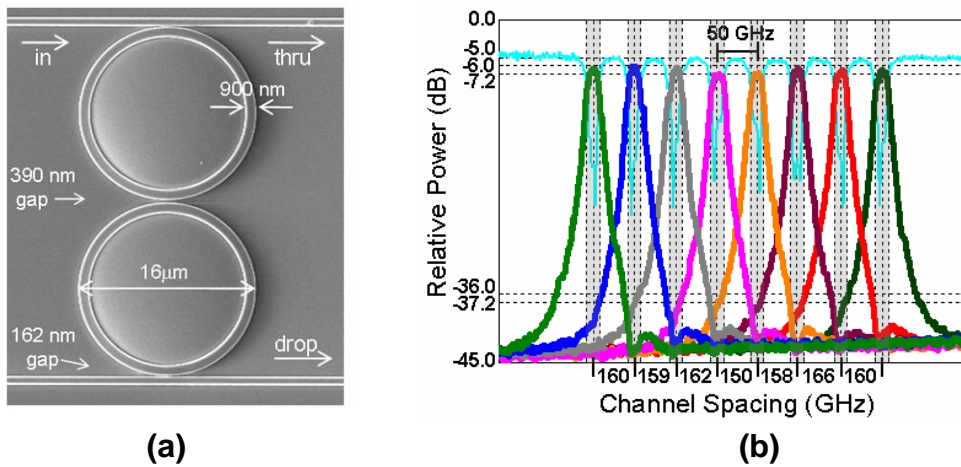 in
thru
900 nm
390 nm
gap
16μm
162 nm
gap
drop
(a)
Relative Power (dB)
0.0
-5.0
-6.0
-7.2
-36.0
-37.2
-45.0
50 GHz
160 159 162 150 158 166 160
Channel Spacing (GHz)
(b)